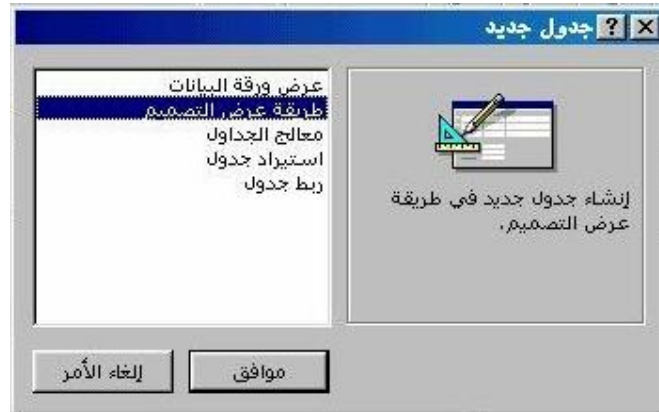 جدول جديد
إنشاء جدول جديد في طريقة
عرض التصميم.
عرض ورقة البيانات
طريقة عرض التصميم
معالج الجداول
استيراد جدول
ربط جدول
موافق
إلغاء الأمر